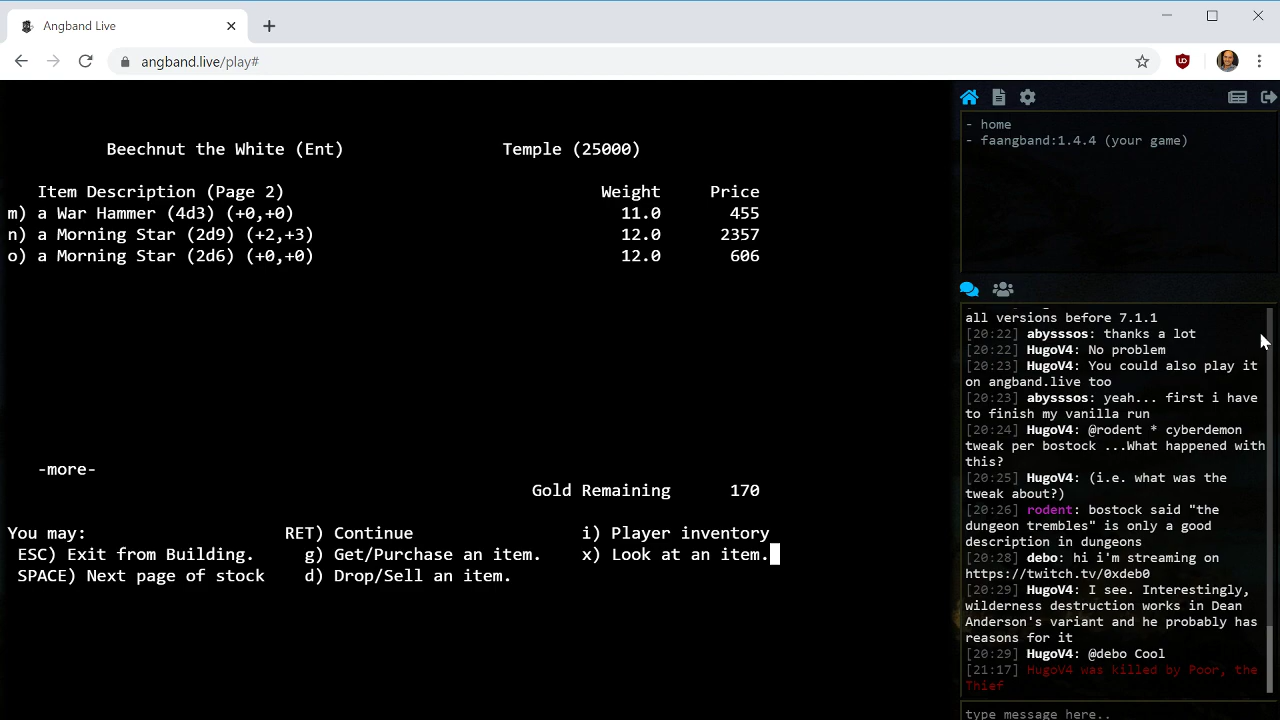 Angband Live
angband.live/play#
Beechnut the White (Ent) Temple (25000)
Item Description (Page 2) Weight Price
m) a War Hammer (4d3) (+0,+0) 11.0 455
n) a Morning Star (2d9) (+2,+3) 12.0 2357
o) a Morning Star (2d6) (+0,+0) 12.0 606
-more-
Gold Remaining 170
You may: RET) Continue i) Player inventory
ESC) Exit from Building. g) Get/Purchase an item. x) Look at an item.
SPACE) Next page of stock d) Drop/Sell an item.
- home
- faangband:1.4.4 (your game)
all versions before 7.1.1
[20:22] abysssos: thanks a lot
[20:22] HugoV4: No problem
[20:23] HugoV4: You could also play it
on angband.live too
[20:23] abysssos: yeah... first i have
to finish my vanilla run
[20:24] HugoV4: @rodent * cyberdemon
tweak per bostock ...What happened with
this?
[20:25] HugoV4: (i.e. what was the
tweak about?)
[20:26] rodent: bostock said "the
dungeon trembles" is only a good
description in dungeons
[20:28] debo: hi i'm streaming on
https://twitch.tv/0xdeb0
[20:29] HugoV4: I see. Interestingly,
wilderness destruction works in Dean
Anderson's variant and he probably has
reasons for it
[20:29] HugoV4: @debo Cool
[21:17] HugoV4 was killed by Poor, the
Thief
type message here..